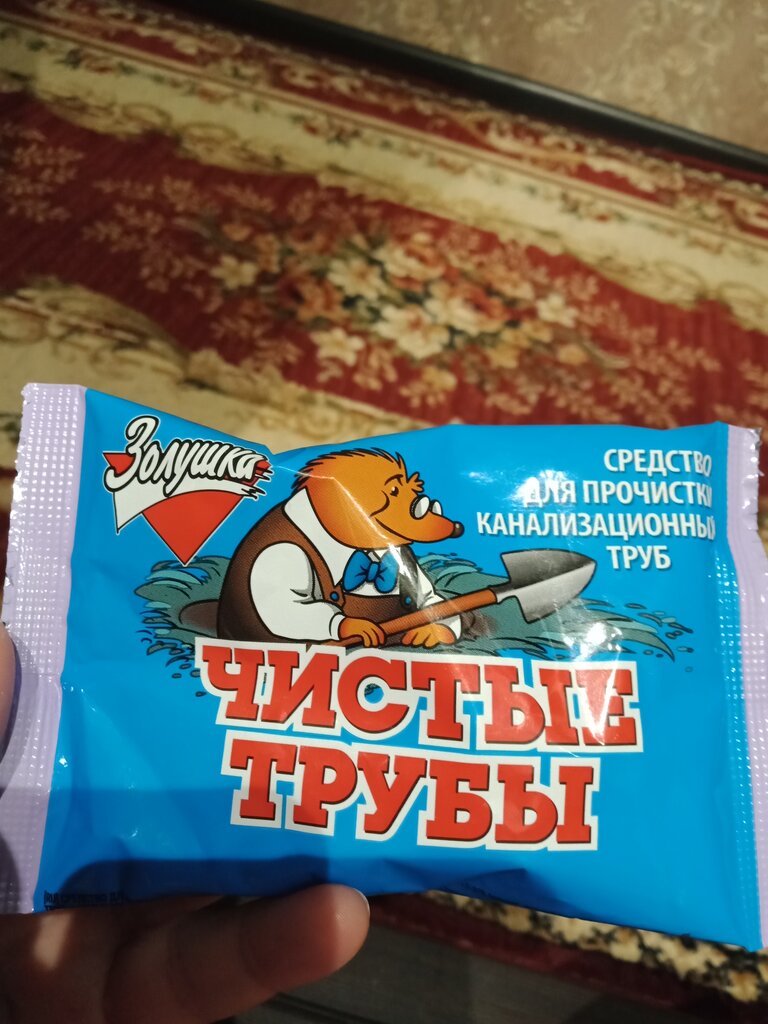 Золушка
СРЕДСТВО
ДЛЯ ПРОЧИСТКИ
КАНАЛИЗАЦИОННЫХ
ТРУБ
ЧИСТЫЕ
ТРУБЫ